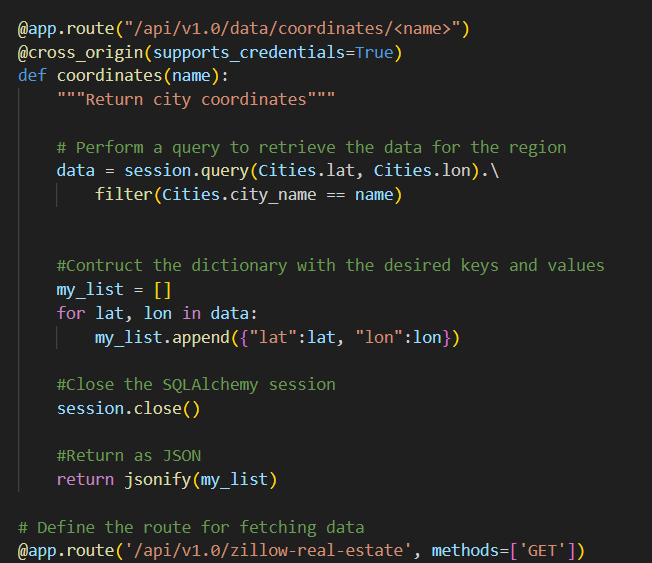 @app.route("/api/v1.0/data/coordinates/<name>")
@cross_origin(supports_credentials=True)
def coordinates(name):
    """Return city coordinates"""

    # Perform a query to retrieve the data for the region
    data = session.query(Cities.lat, Cities.lon).\
        filter(Cities.city_name == name)

    #Contruct the dictionary with the desired keys and values
    my_list = []
    for lat, lon in data:
        my_list.append({"lat":lat, "lon":lon})

    #Close the SQLAlchemy session
    session.close()

    #Return as JSON
    return jsonify(my_list)

# Define the route for fetching data
@app.route('/api/v1.0/zillow-real-estate', methods=['GET'])